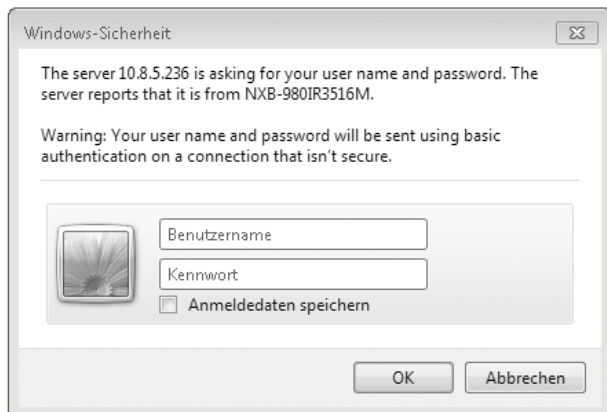 Windows-Sicherheit
The server 10.8.5.236 is asking for your user name and password. The
server reports that it is from NXB-980IR3516M.
Warning: Your user name and password will be sent using basic
authentication on a connection that isn't secure.
Benutzername
Kennwort
Anmeldedaten speichern
OK
Abbrechen